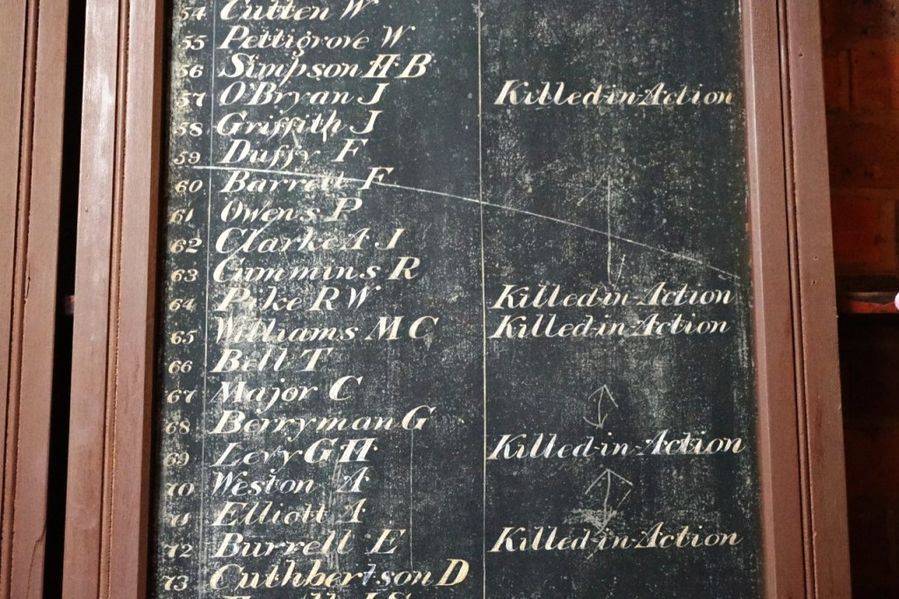 54 Cutten W
55 Pettigrove W
56 Simpson H B
57 O'Bryan J Killed-in-Action
58 Griffith J
59 Duffy F
60 Barrett F
61 Owens P
62 Clarke A J
63 Cummins R
64 Pyke R W Killed-in-Action
65 Williams M C Killed-in-Action
66 Bell T
67 Major C
68 Berryman G
69 Levy G H Killed-in-Action
70 Weston A
71 Elliott A
72 Burrell E Killed-in-Action
73 Cuthbertson D